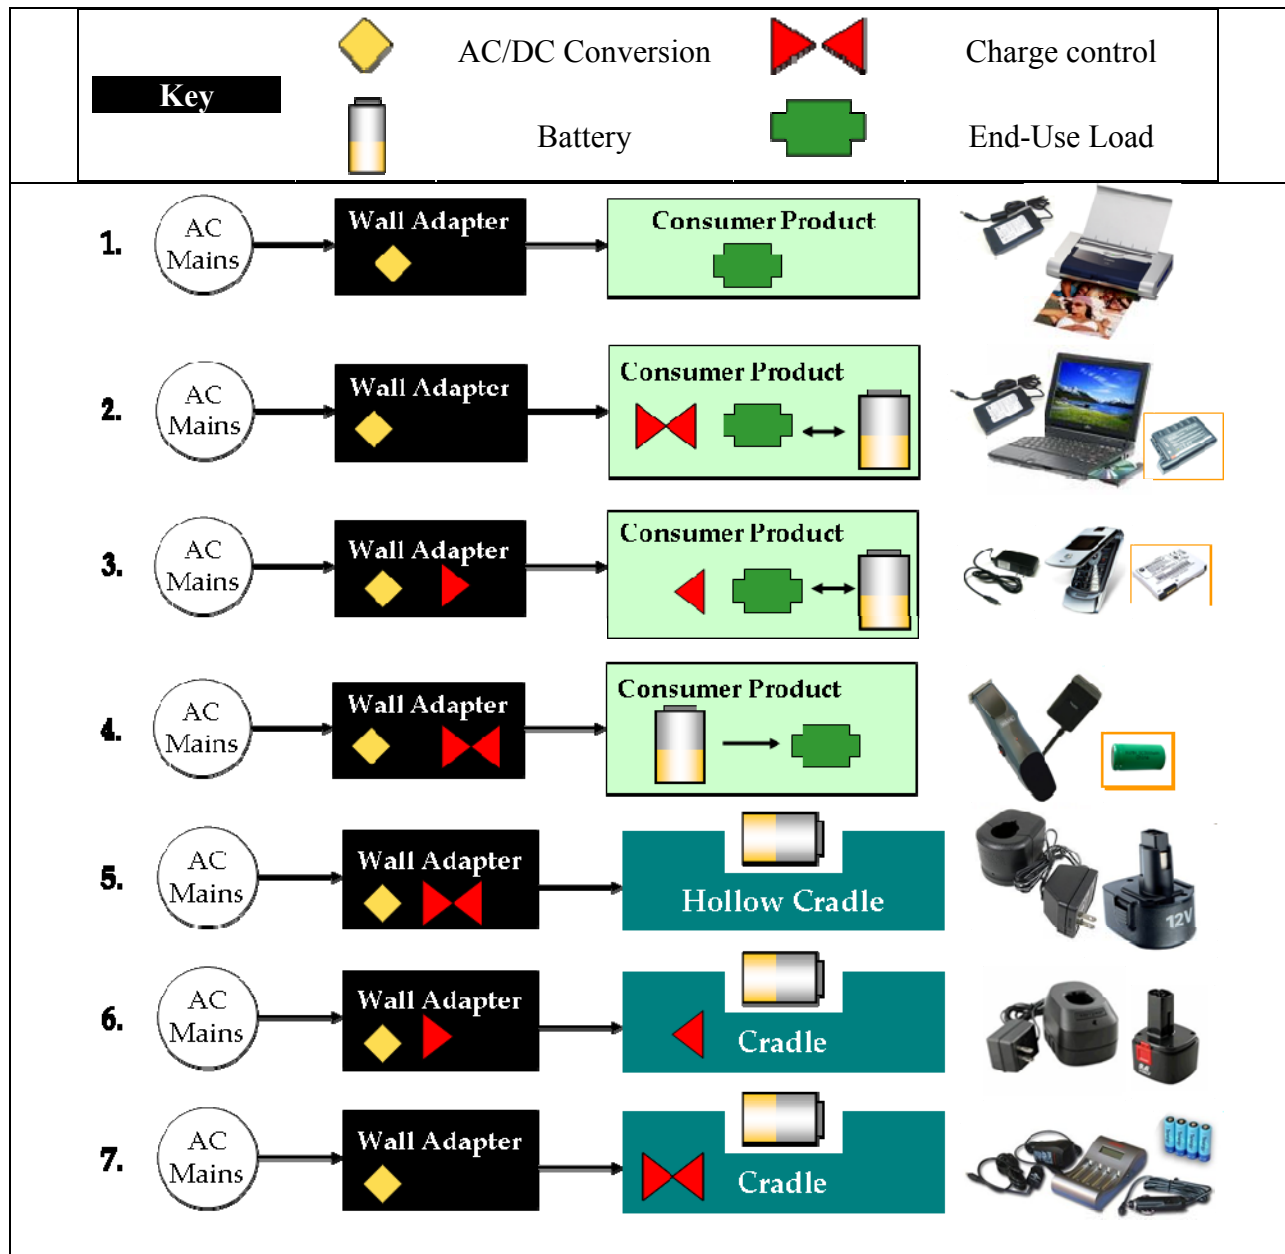 Key
AC/DC Conversion
Charge control
Battery
End-Use Load
1.
AC
Mains
Wall Adapter
Consumer Product
2.
AC
Mains
Wall Adapter
Consumer Product
3.
AC
Mains
Wall Adapter
Consumer Product
4.
AC
Mains
Wall Adapter
Consumer Product
5.
AC
Mains
Wall Adapter
Hollow Cradle
12V
6.
AC
Mains
Wall Adapter
Cradle
7.
AC
Mains
Wall Adapter
Cradle